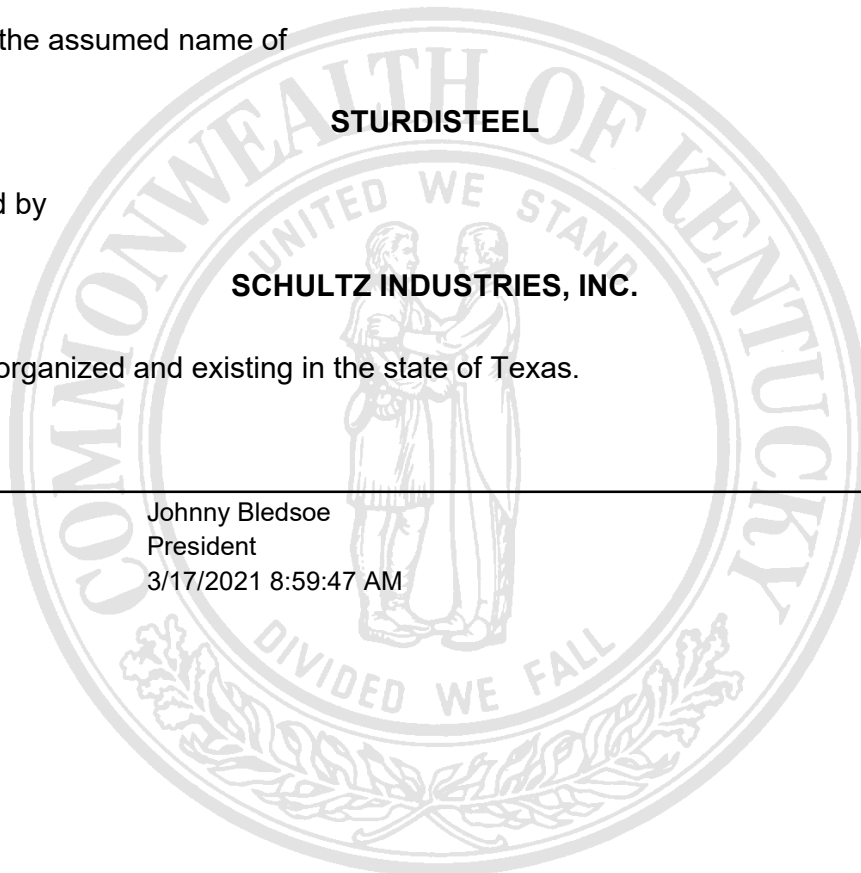 the assumed name of
STURDISTEEL
d by
SCHULTZ INDUSTRIES, INC.
organized and existing in the state of Texas.
Johnny Bledsoe
President
3/17/2021 8:59:47 AM
COMMONWEALTH OF KENTUCKY
UNITED WE STAND
DIVIDED WE FALL